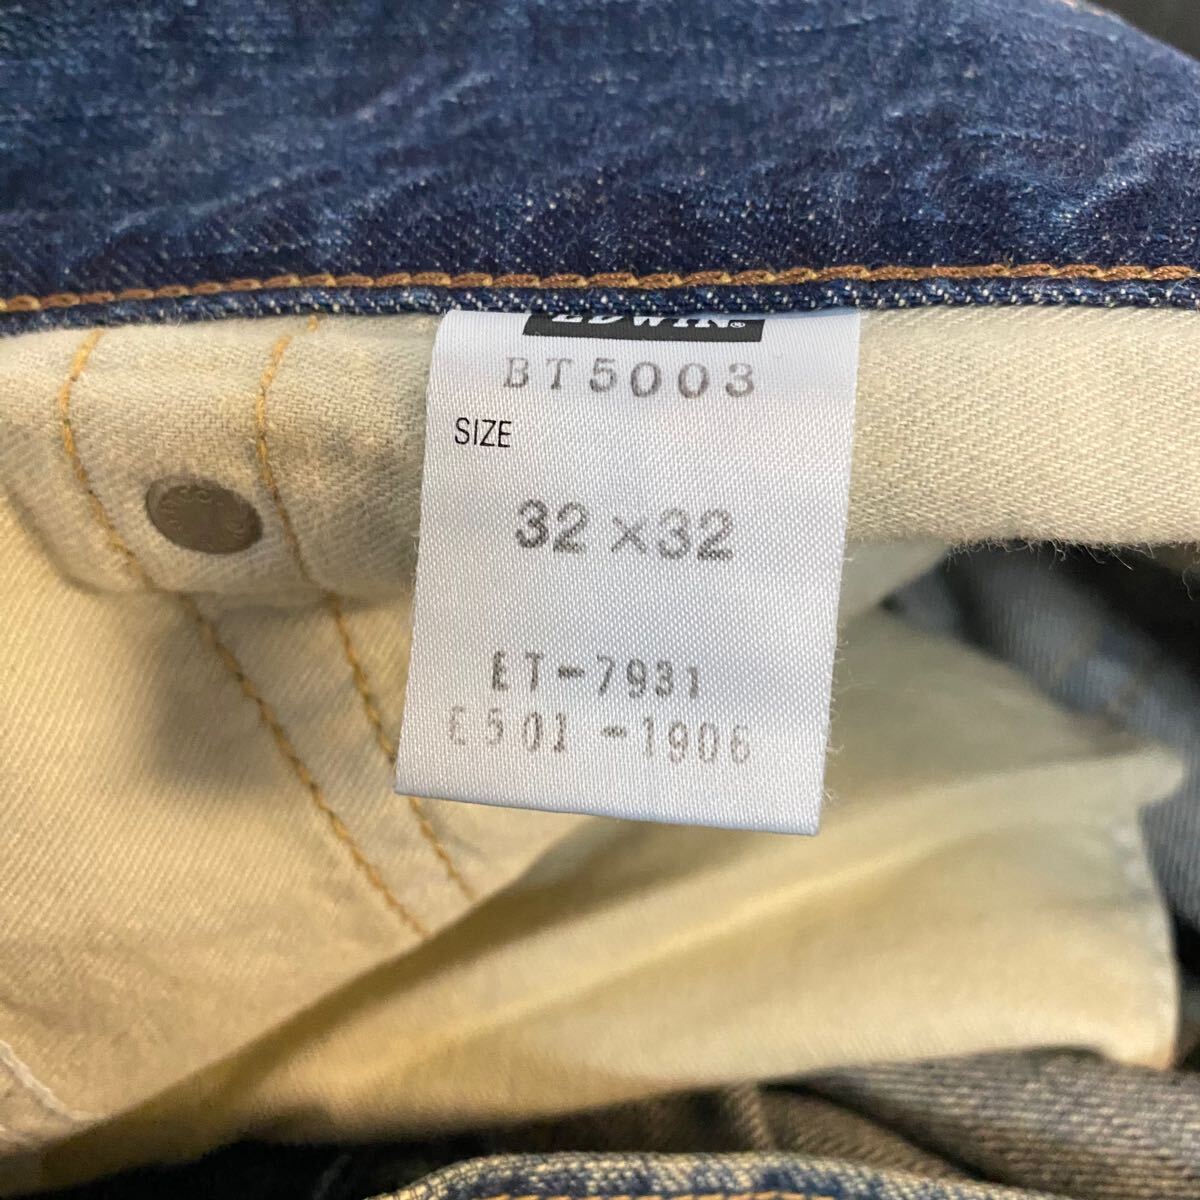 EDWIN®
BT5003
SIZE
32×32
ET-7931
E501-1906